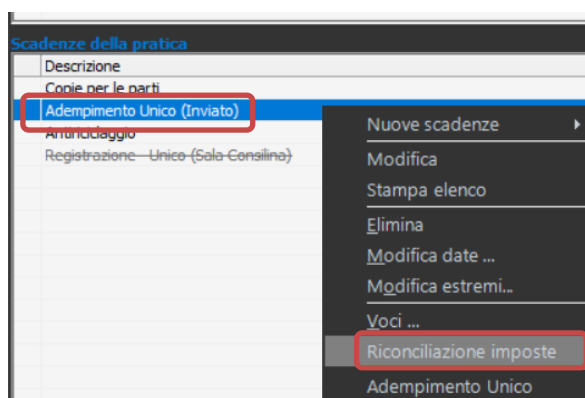 Scadenze della pratica
Descrizione
Copie per le parti
Adempimento Unico (Inviato)
Antiriciclaggio
Registrazione - Unico (Sala Consilina)
Nuove scadenze
Modifica
Stampa elenco
Elimina
Modifica date ...
Modifica estremi...
Voci ...
Riconciliazione imposte
Adempimento Unico